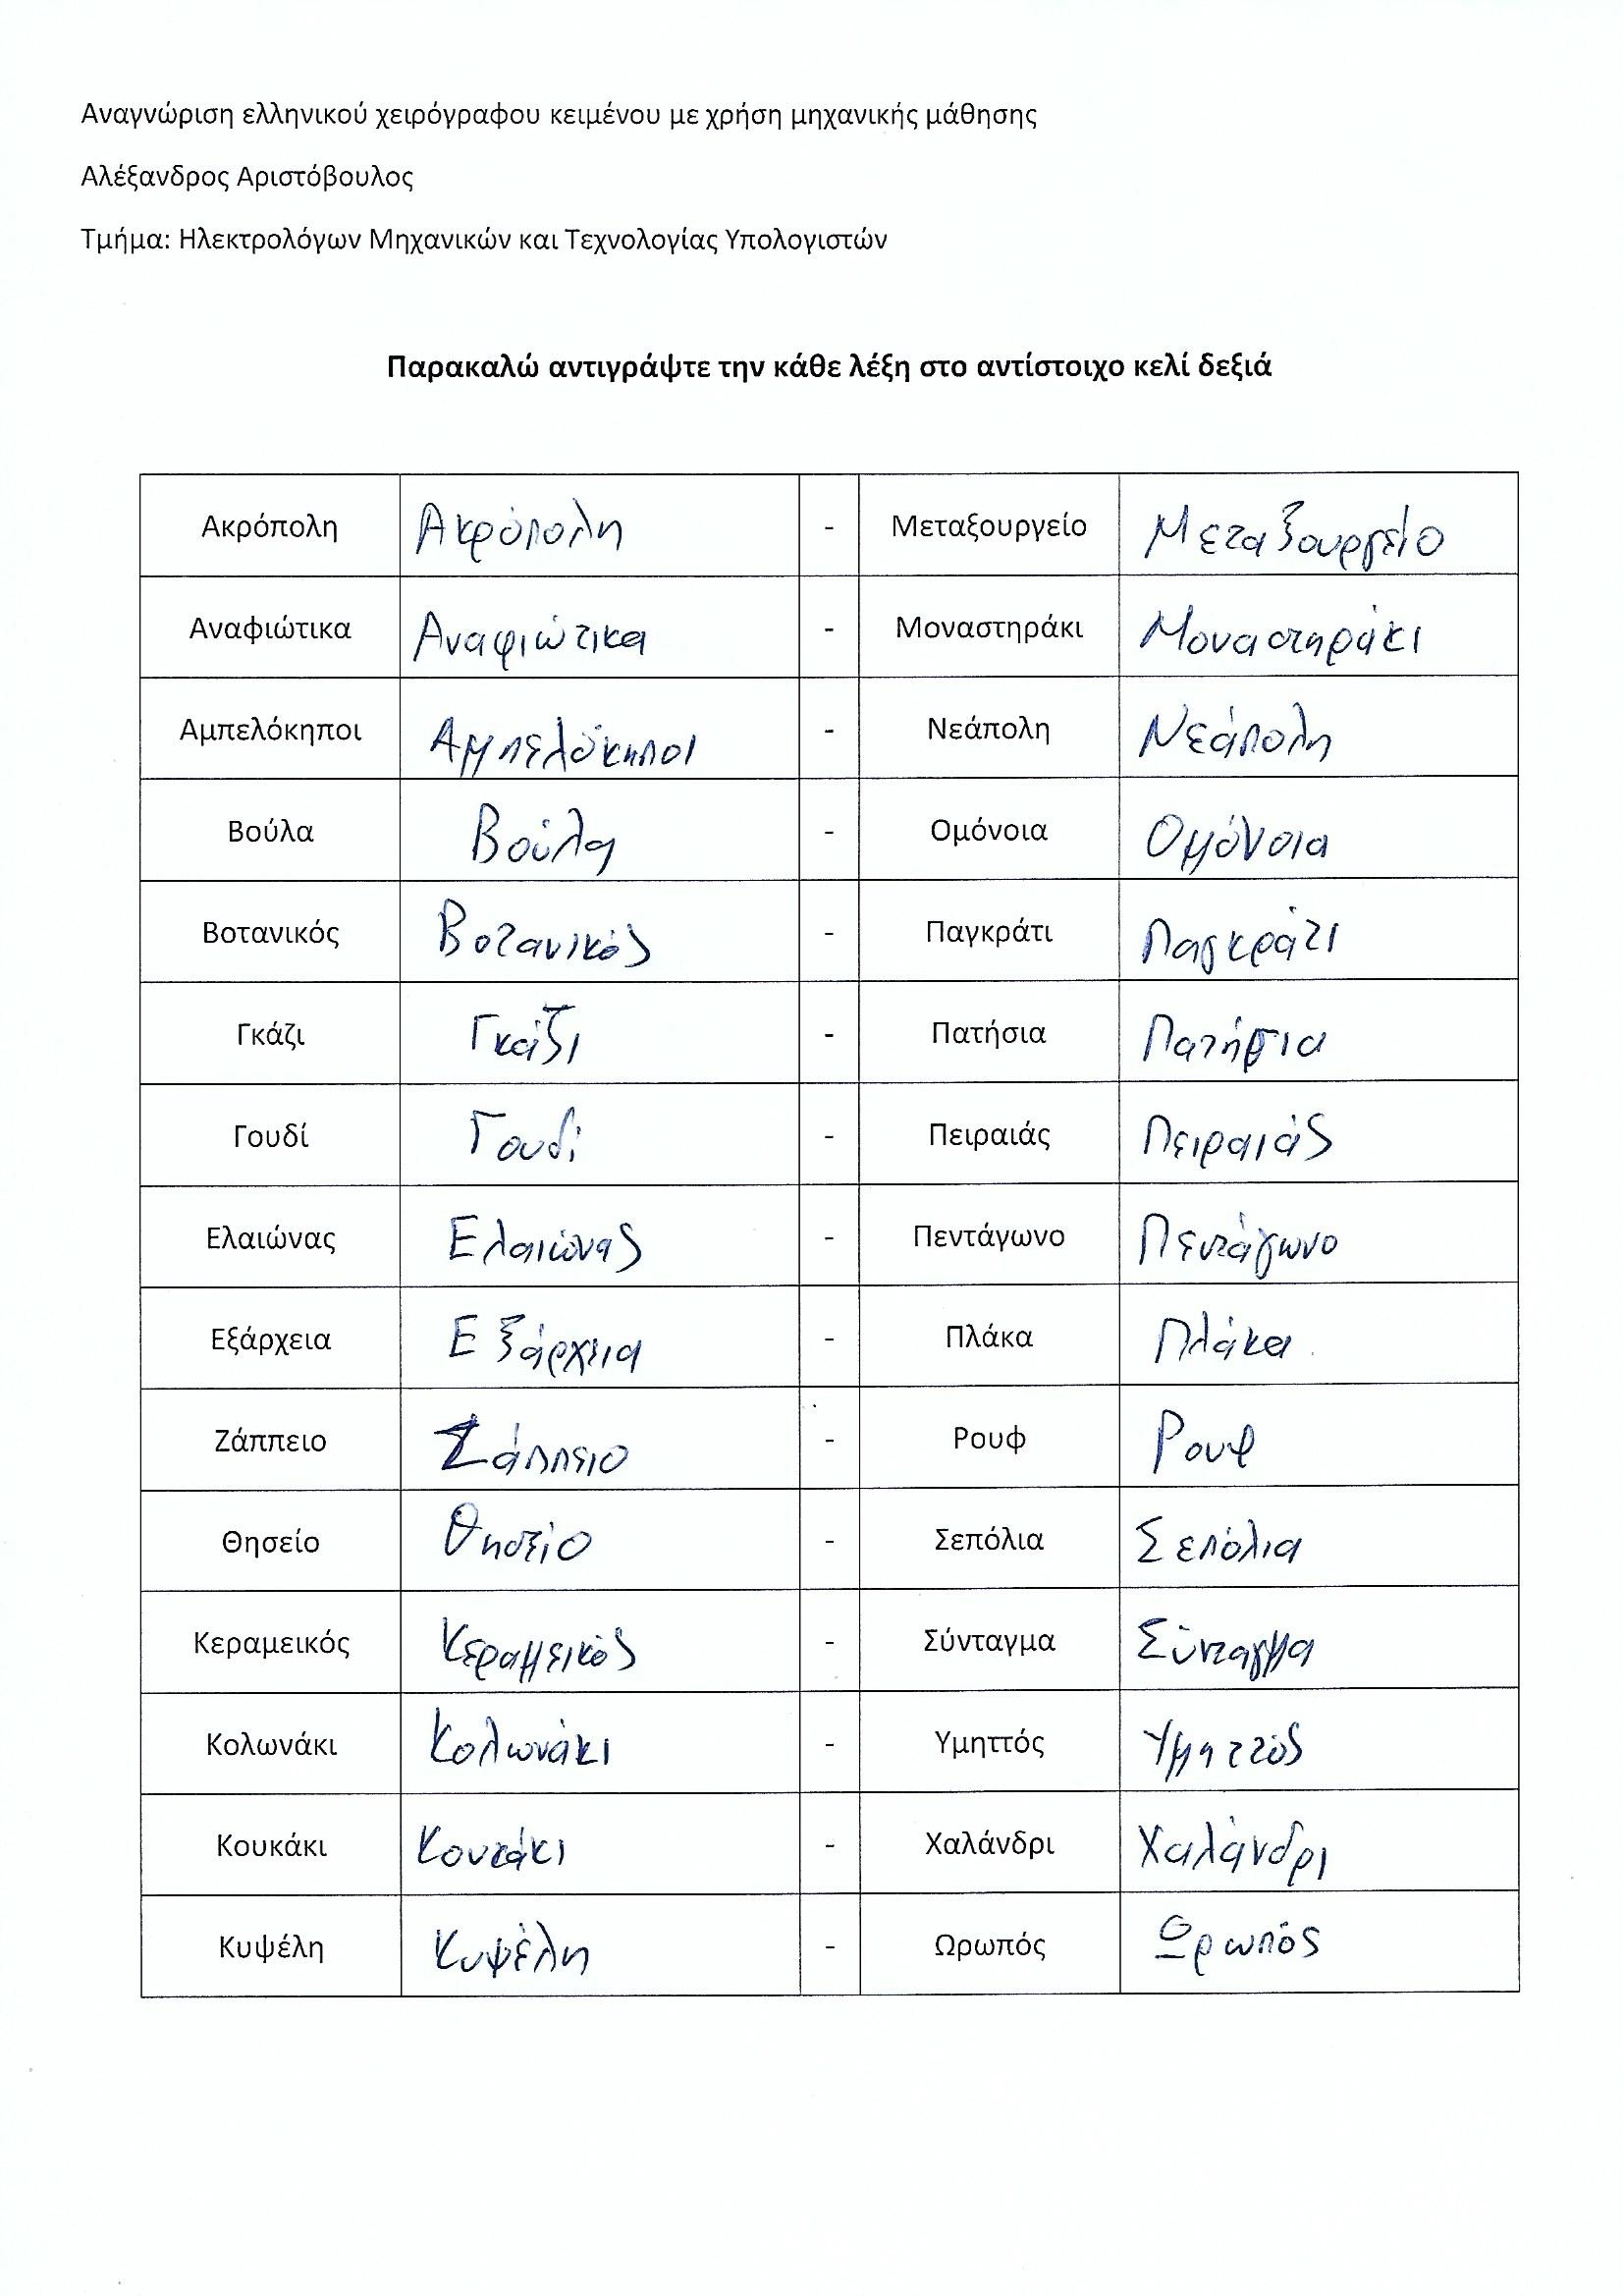 Αναγνώριση ελληνικού χειρόγραφου κειμένου με χρήση μηχανικής μάθησης
Αλέξανδρος Αριστόβουλος
Τμήμα: Ηλεκτρολόγων Μηχανικών και Τεχνολογίας Υπολογιστών
Παρακαλώ αντιγράψτε την κάθε λέξη στο αντίστοιχο κελί δεξιά
Ακρόπολη Ακρόπολη - Μεταξουργείο Μεταξουργείο
Αναφιώτικα Αναφιώτικα - Μοναστηράκι Μοναστηράκι
Αμπελόκηποι Αμπελόκηποι - Νεάπολη Νεάπολη
Βούλα Βούλα - Ομόνοια Ομόνοια
Βοτανικός Βοτανικός - Παγκράτι Παγκράτι
Γκάζι Γκάζι - Πατήσια Πατήσια
Γουδί Γουδί - Πειραιάς Πειραιάς
Ελαιώνας Ελαιώνας - Πεντάγωνο Πεντάγωνο
Εξάρχεια Εξάρχεια - Πλάκα Πλάκα
Ζάππειο Ζάππειο - Ρουφ Ρουφ
Θησείο Θησείο - Σεπόλια Σεπόλια
Κεραμεικός Κεραμεικός - Σύνταγμα Σύνταγμα
Κολωνάκι Κολωνάκι - Υμηττός Υμηττός
Κουκάκι Κουκάκι - Χαλάνδρι Χαλάνδρι
Κυψέλη Κυψέλη - Ωρωπός Ωρωπός